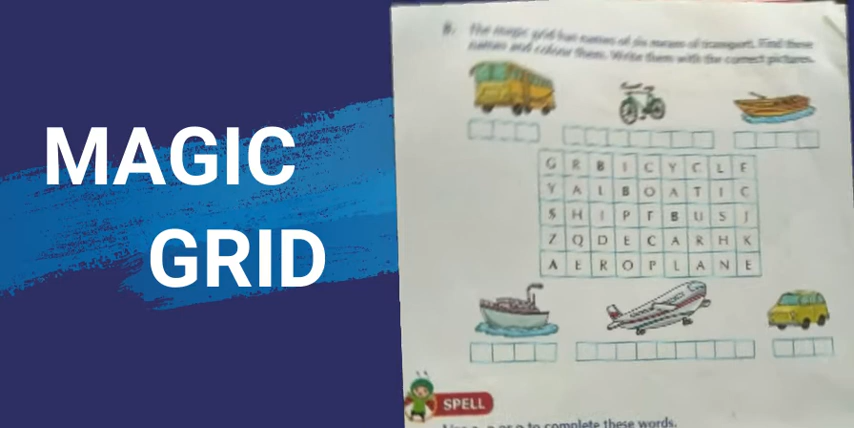 MAGIC
GRID
8. The magic grid has names of six means of transport. Find these
names and colour them. Write them with the correct pictures.
G R B I C Y C L E
Y A L B O A T I C
S H I P F B U S J
Z Q D E C A R H K
A E R O P L A N E
SPELL
to complete these words.